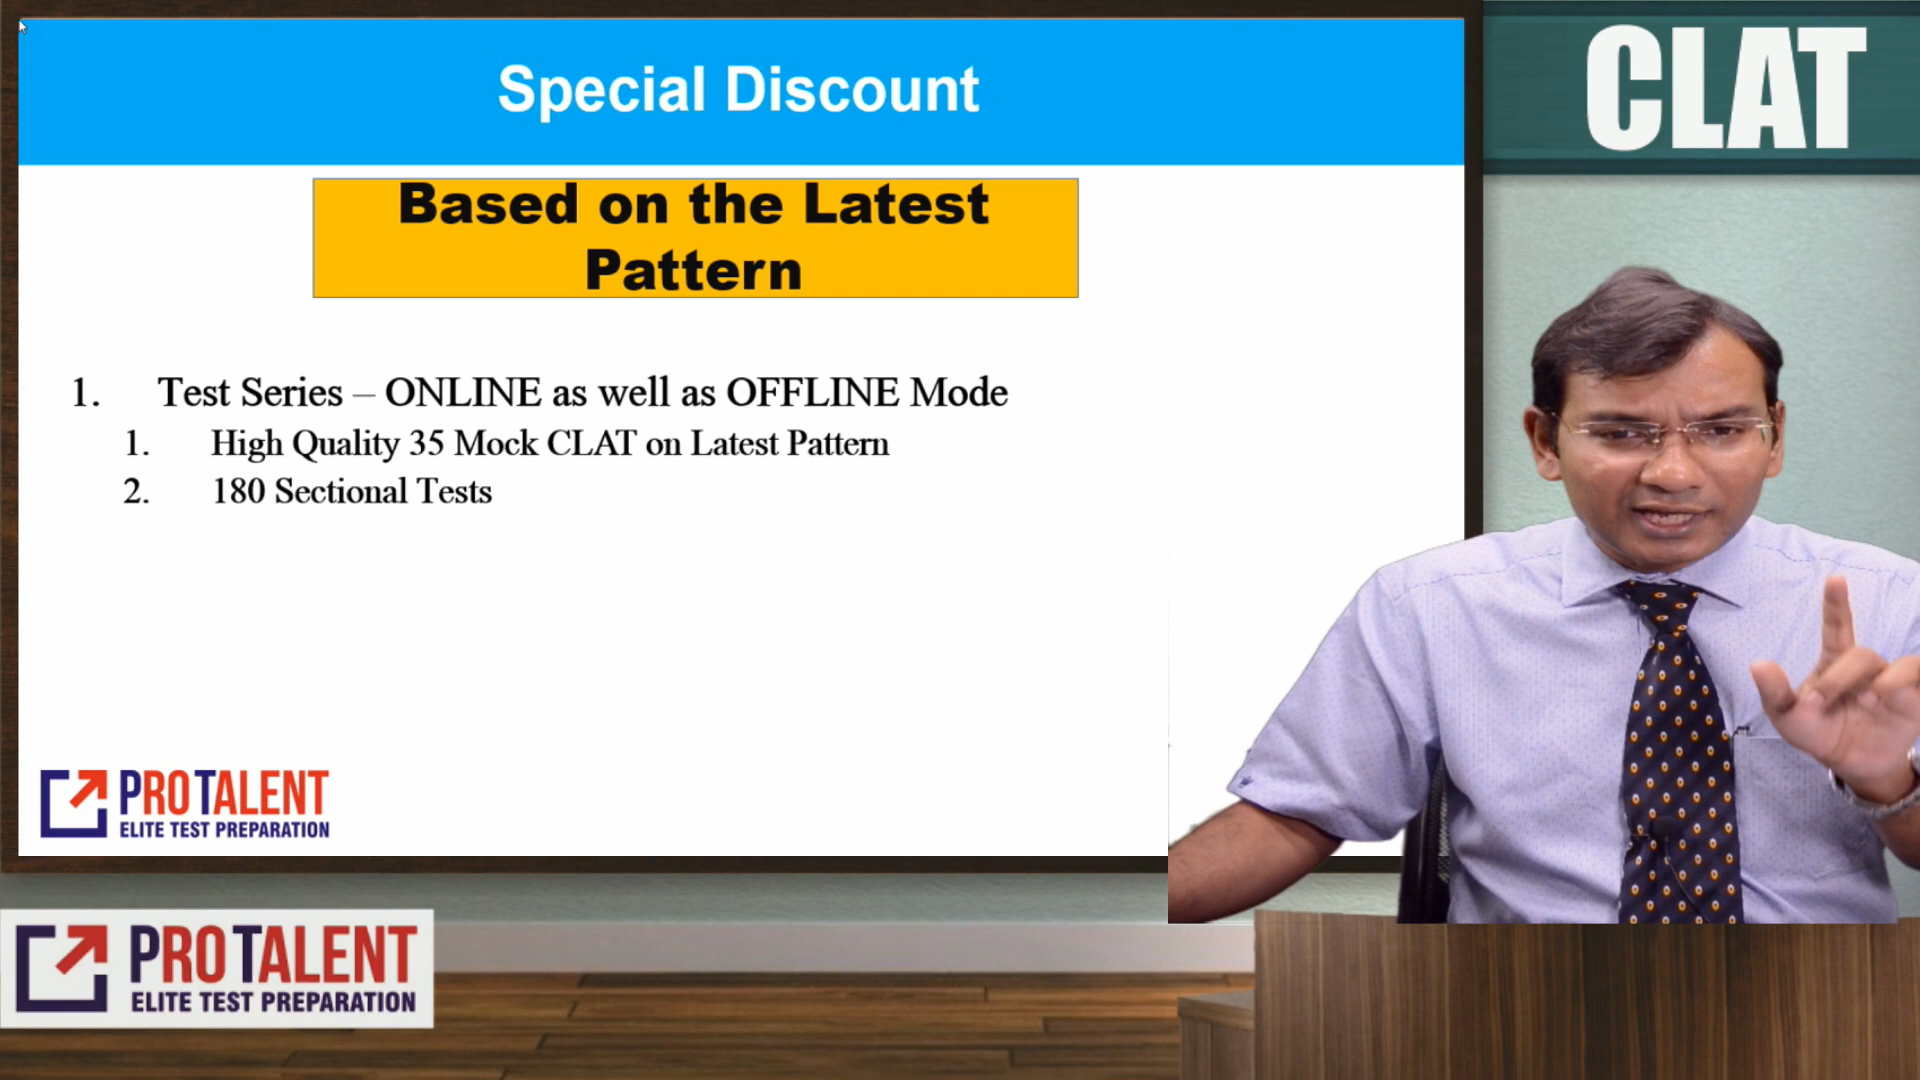 Special Discount
CLAT
Based on the Latest
Pattern
1. Test Series – ONLINE as well as OFFLINE Mode
1. High Quality 35 Mock CLAT on Latest Pattern
2. 180 Sectional Tests
PROTALENT
ELITE TEST PREPARATION
PROTALENT
ELITE TEST PREPARATION